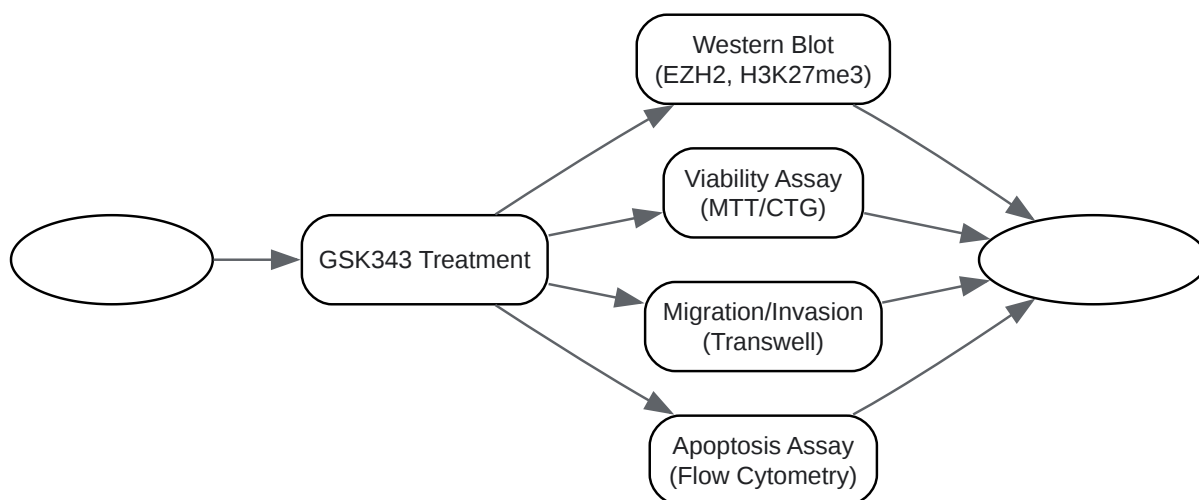 Western Blot
(EZH2, H3K27me3)
Viability Assay
(MTT/CTG)
GSK343 Treatment
Migration/Invasion
(Transwell)
Apoptosis Assay
(Flow Cytometry)